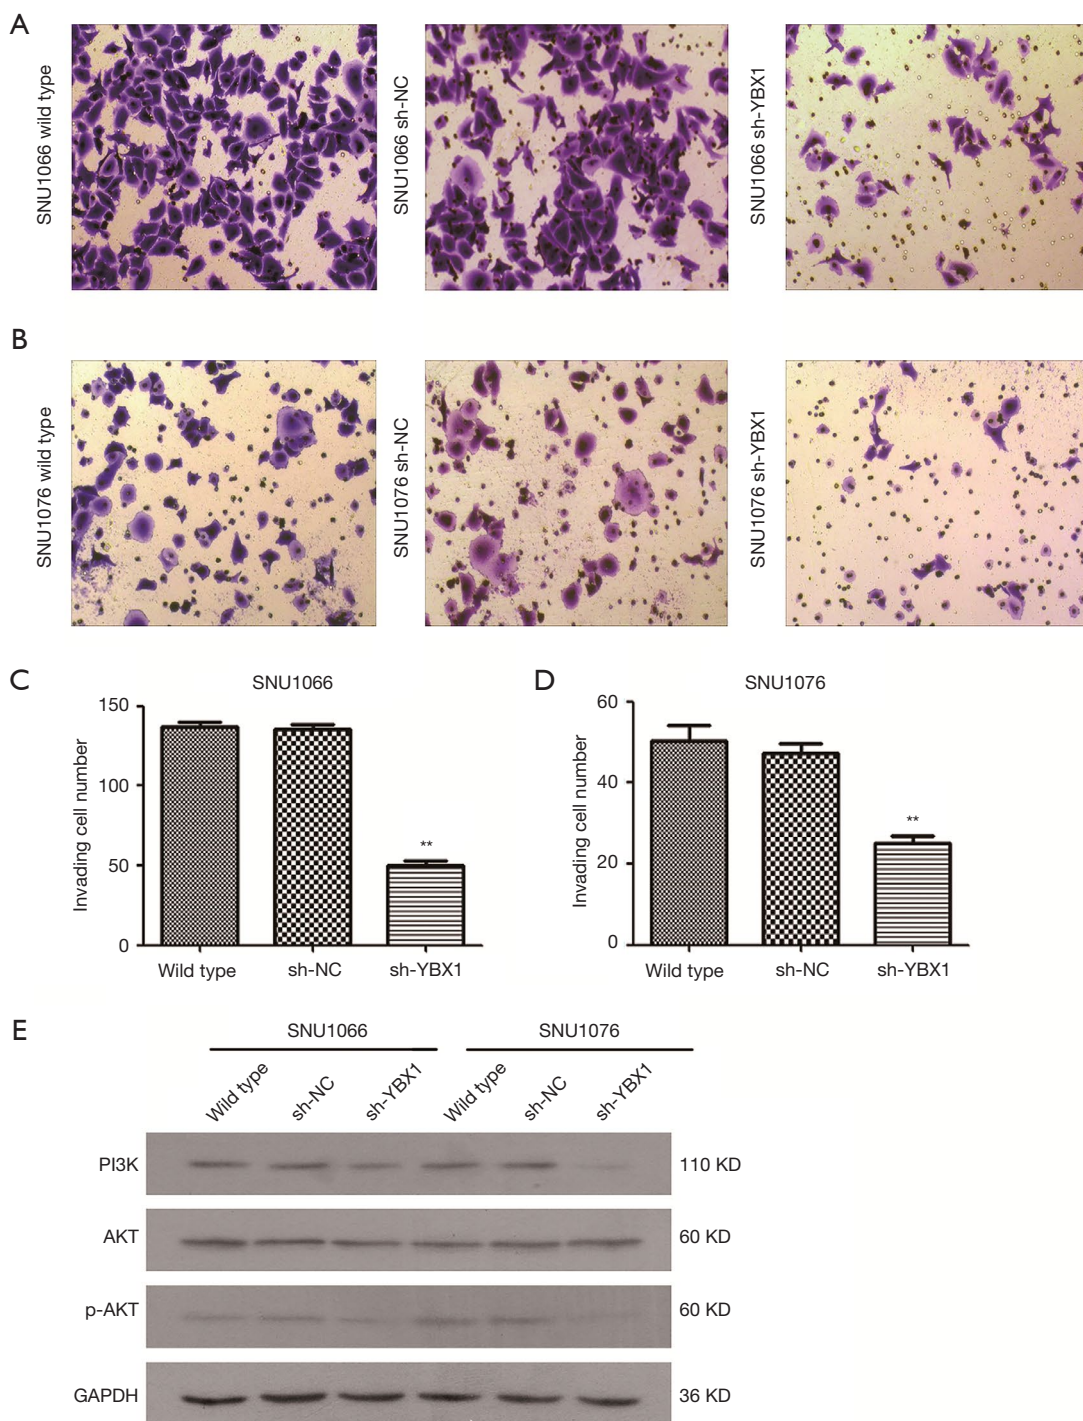 A
SNU1066 wild type
SNU1066 sh-NC
SNU1066 sh-YBX1
B
SNU1076 wild type
SNU1076 sh-NC
SNU1076 sh-YBX1
C
SNU1066
Invading cell number
150
100
50
0
**
Wild type
sh-NC
sh-YBX1
D
SNU1076
Invading cell number
60
40
20
0
**
Wild type
sh-NC
sh-YBX1
E
SNU1066
SNU1076
Wild type
sh-NC
sh-YBX1
Wild type
sh-NC
sh-YBX1
PI3K
110 KD
AKT
60 KD
p-AKT
60 KD
GAPDH
36 KD